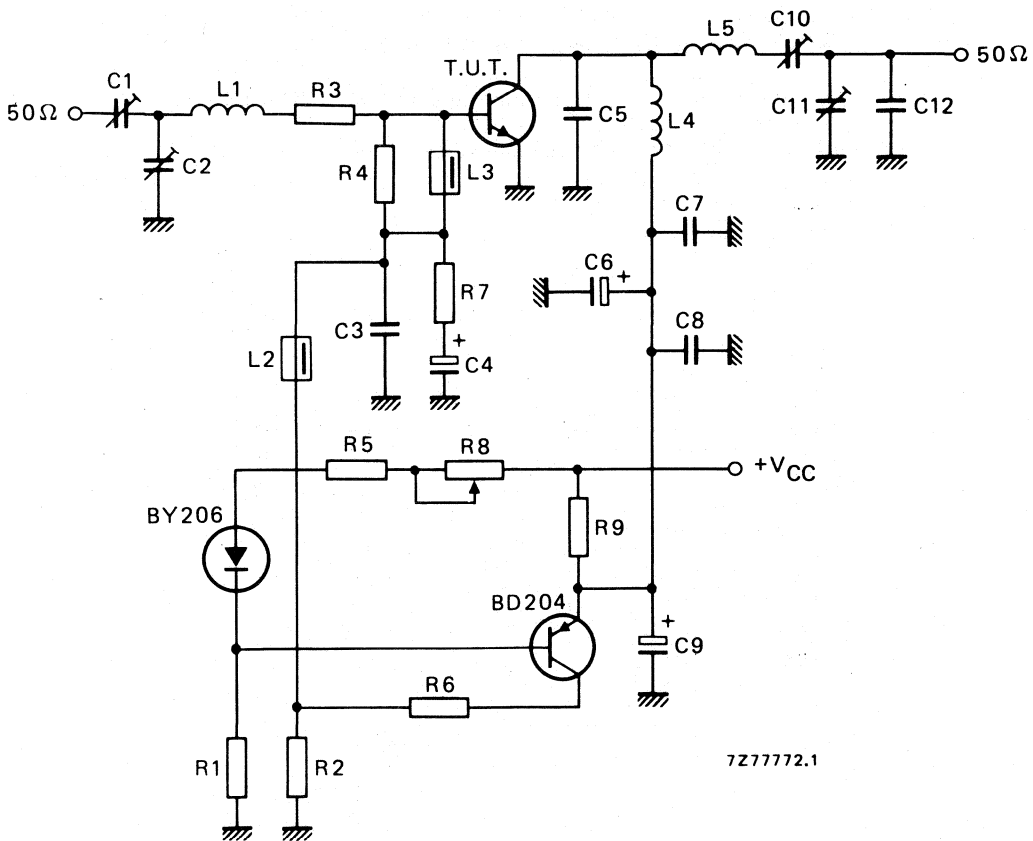 C10
L5
50Ω
T.U.T.
C1
L1
R3
50Ω
C5
L4
C11
C12
C2
R4
L3
C7
C6
+
R7
C3
+
C4
C8
L2
R5
R8
+VCC
BY206
R9
BD204
+
C9
R6
R1
R2
7Z77772.1